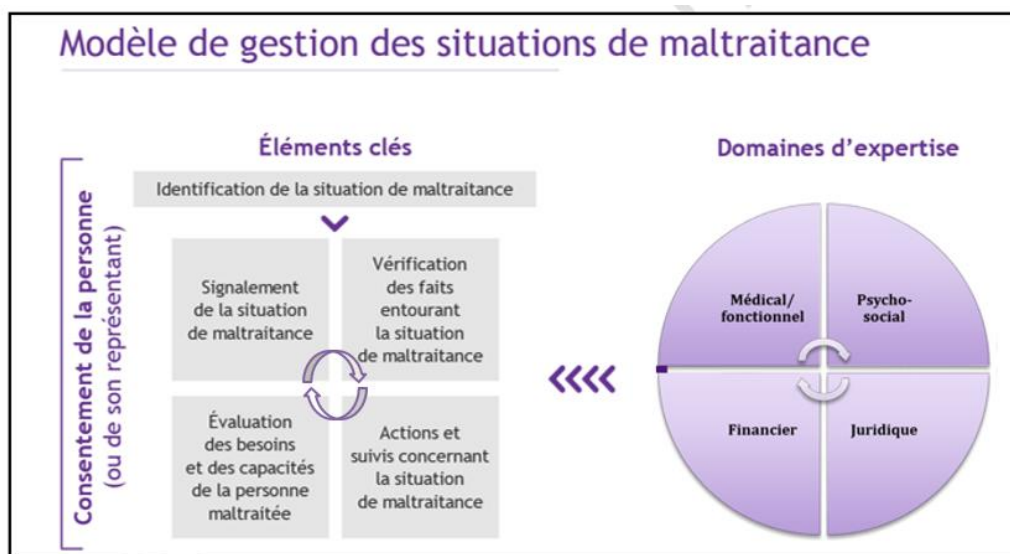 Modèle de gestion des situations de maltraitance
Consentement de la personne
(ou de son représentant)
Éléments clés
Identification de la situation de maltraitance
Signalement
de la situation
de maltraitance
Vérification
des faits
entourant
la situation
de maltraitance
Évaluation
des besoins
et des capacités
de la personne
maltraitée
Actions et
suivis concernant
la situation
de maltraitance
Domaines d'expertise
Médical/
fonctionnel
Psycho-
social
Financier
Juridique